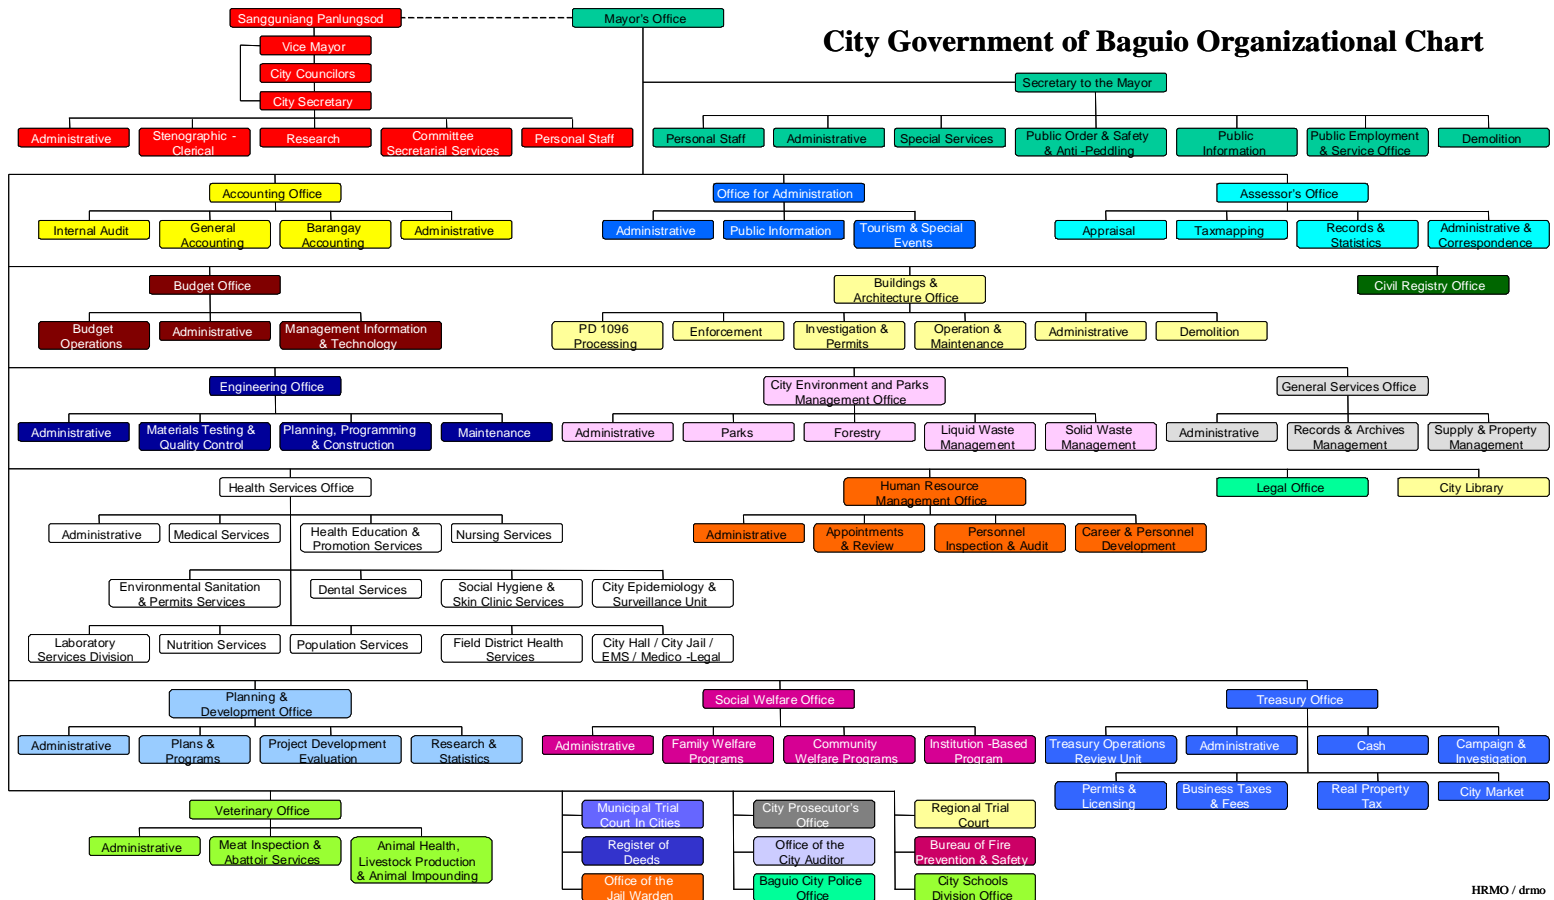 Sangguniang Panlungsod
Mayor's Office
City Government of Baguio Organizational Chart
Vice Mayor
City Councilors
City Secretary
Secretary to the Mayor
Administrative
Stenographic -
Clerical
Research
Committee
Secretarial Services
Personal Staff
Personal Staff
Administrative
Special Services
Public Order & Safety
& Anti -Peddling
Public
Information
Public Employment
& Service Office
Demolition
Accounting Office
Office for Administration
Assessor's Office
Internal Audit
General
Accounting
Barangay
Accounting
Administrative
Administrative
Public Information
Tourism & Special
Events
Appraisal
Taxmapping
Records &
Statistics
Administrative &
Correspondence
Budget Office
Buildings &
Architecture Office
Civil Registry Office
Budget
Operations
Administrative
Management Information
& Technology
PD 1096
Processing
Enforcement
Investigation &
Permits
Operation &
Maintenance
Administrative
Demolition
Engineering Office
City Environment and Parks
Management Office
General Services Office
Administrative
Materials Testing &
Quality Control
Planning, Programming
& Construction
Maintenance
Administrative
Parks
Forestry
Liquid Waste
Management
Solid Waste
Management
Administrative
Records & Archives
Management
Supply & Property
Management
Health Services Office
Human Resource
Management Office
Legal Office
City Library
Administrative
Medical Services
Health Education &
Promotion Services
Nursing Services
Administrative
Appointments
& Review
Personnel
Inspection & Audit
Career & Personnel
Development
Environmental Sanitation
& Permits Services
Dental Services
Social Hygiene &
Skin Clinic Services
City Epidemiology &
Surveillance Unit
Laboratory
Services Division
Nutrition Services
Population Services
Field District Health
Services
City Hall / City Jail /
EMS / Medico -Legal
Planning &
Development Office
Social Welfare Office
Treasury Office
Administrative
Plans &
Programs
Project Development
Evaluation
Research &
Statistics
Administrative
Family Welfare
Programs
Community
Welfare Programs
Institution -Based
Program
Treasury Operations
Review Unit
Administrative
Cash
Campaign &
Investigation
Permits &
Licensing
Business Taxes
& Fees
Real Property
Tax
City Market
Veterinary Office
Administrative
Meat Inspection &
Abattoir Services
Animal Health,
Livestock Production
& Animal Impounding
Municipal Trial
Court In Cities
City Prosecutor's
Office
Regional Trial
Court
Register of
Deeds
Office of the
City Auditor
Bureau of Fire
Prevention & Safety
Office of the
Jail Warden
Baguio City Police
Office
City Schools
Division Office
HRMO / drmo